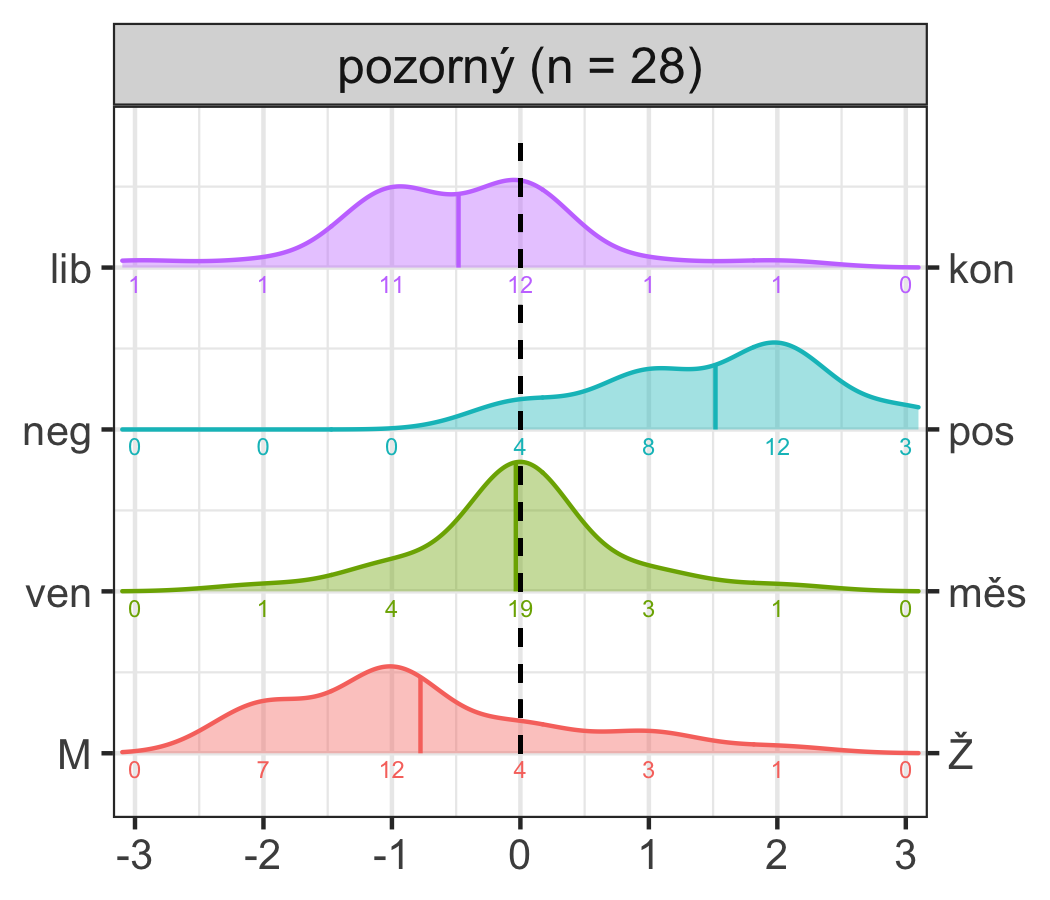 pozorný (n = 28)
lib kon
1 1 11 12 1 1 0
neg pos
0 0 0 4 8 12 3
ven měs
0 1 4 19 3 1 0
M Ž
0 7 12 4 3 1 0
-3 -2 -1 0 1 2 3